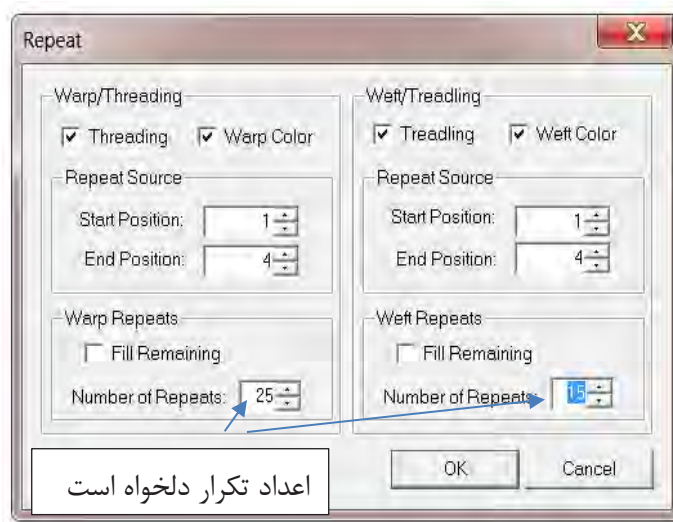 Repeat
Warp/Threading
Threading Warp Color
Repeat Source
Start Position: 1
End Position: 4
Warp Repeats
Fill Remaining
Number of Repeats: 25
Weft/Treadling
Treadling Weft Color
Repeat Source
Start Position: 1
End Position: 4
Weft Repeats
Fill Remaining
Number of Repeats: 15
OK Cancel
اعداد تکرار دلخواه است